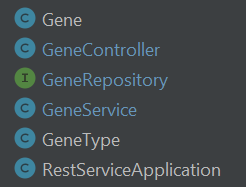 C Gene
C GeneController
I GeneRepository
C GeneService
C GeneType
C RestServiceApplication